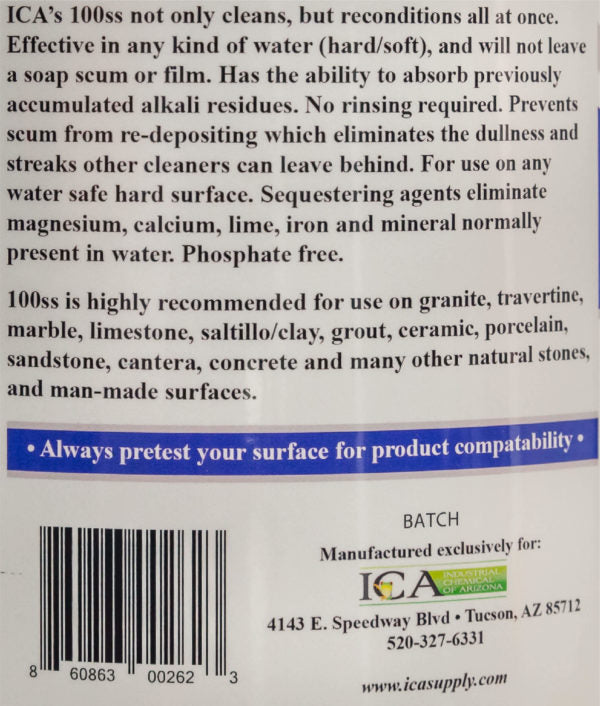 ICA's 100ss not only cleans, but reconditions all at once.
Effective in any kind of water (hard/soft), and will not leave
a soap scum or film. Has the ability to absorb previously
accumulated alkali residues. No rinsing required. Prevents
scum from re-depositing which eliminates the dullness and
streaks other cleaners can leave behind. For use on any
water safe hard surface. Sequestering agents eliminate
magnesium, calcium, lime, iron and mineral normally
present in water. Phosphate free.
100ss is highly recommended for use on granite, travertine,
marble, limestone, saltillo/clay, grout, ceramic, porcelain,
sandstone, cantera, concrete and many other natural stones,
and man-made surfaces.
• Always pretest your surface for product compatability •
BATCH
Manufactured exclusively for:
ICA
INDUSTRIAL
CHEMICAL
OF ARIZONA
4143 E. Speedway Blvd • Tucson, AZ 85712
520-327-6331
www.icasupply.com
8 60863 00262 3